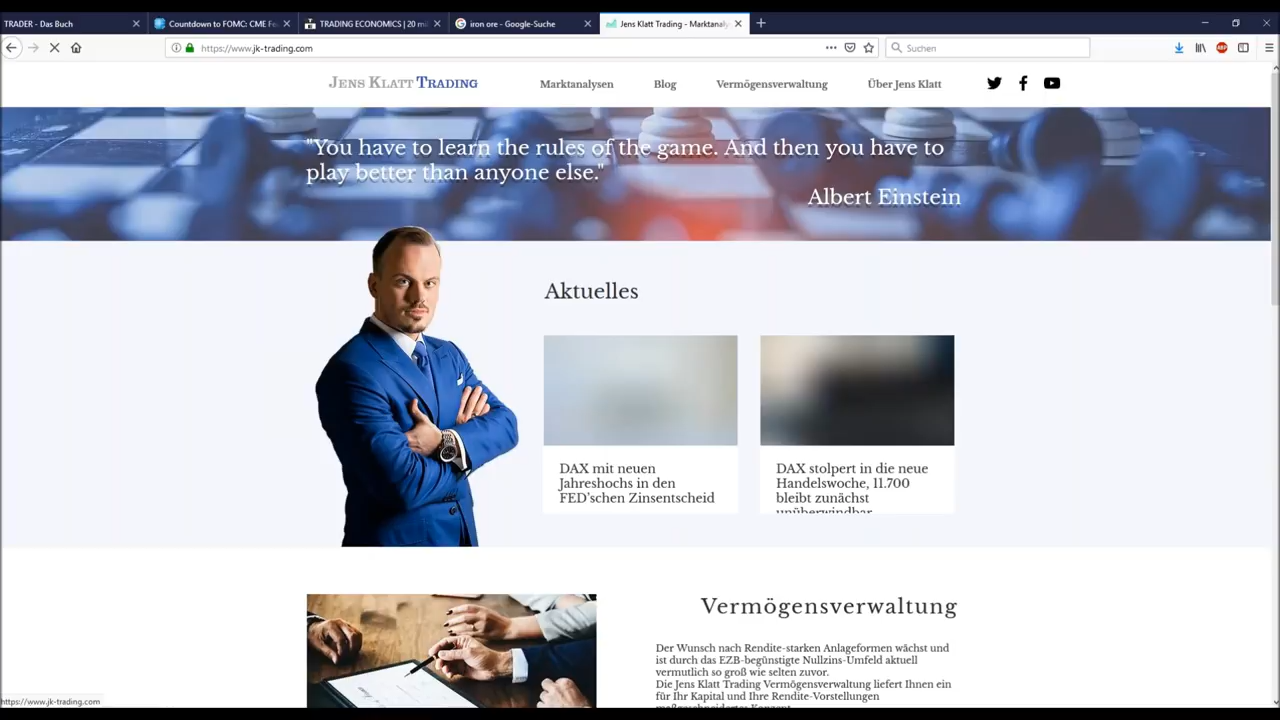 TRADER - Das Buch
Countdown to FOMC: CME Fe
TRADING ECONOMICS | 20 mi
iron ore - Google-Suche
Jens Klatt Trading - Marktanaly
https://www.jk-trading.com
Suchen
JENS KLATT TRADING
Marktanalysen
Blog
Vermögensverwaltung
Über Jens Klatt
"You have to learn the rules of the game. And then you have to
play better than anyone else."
Albert Einstein
Aktuelles
DAX mit neuen
Jahreshochs in den
FED'schen Zinsentscheid
DAX stolpert in die neue
Handelswoche, 11.700
bleibt zunächst
unüberwindbar
Vermögensverwaltung
Der Wunsch nach Rendite-starken Anlageformen wächst und
ist durch das EZB-begünstigte Nullzins-Umfeld aktuell
vermutlich so groß wie selten zuvor.
Die Jens Klatt Trading Vermögensverwaltung liefert Ihnen ein
für Ihr Kapital und Ihre Rendite-Vorstellungen
maßgeschneidertes Konzept
https://www.jk-trading.com